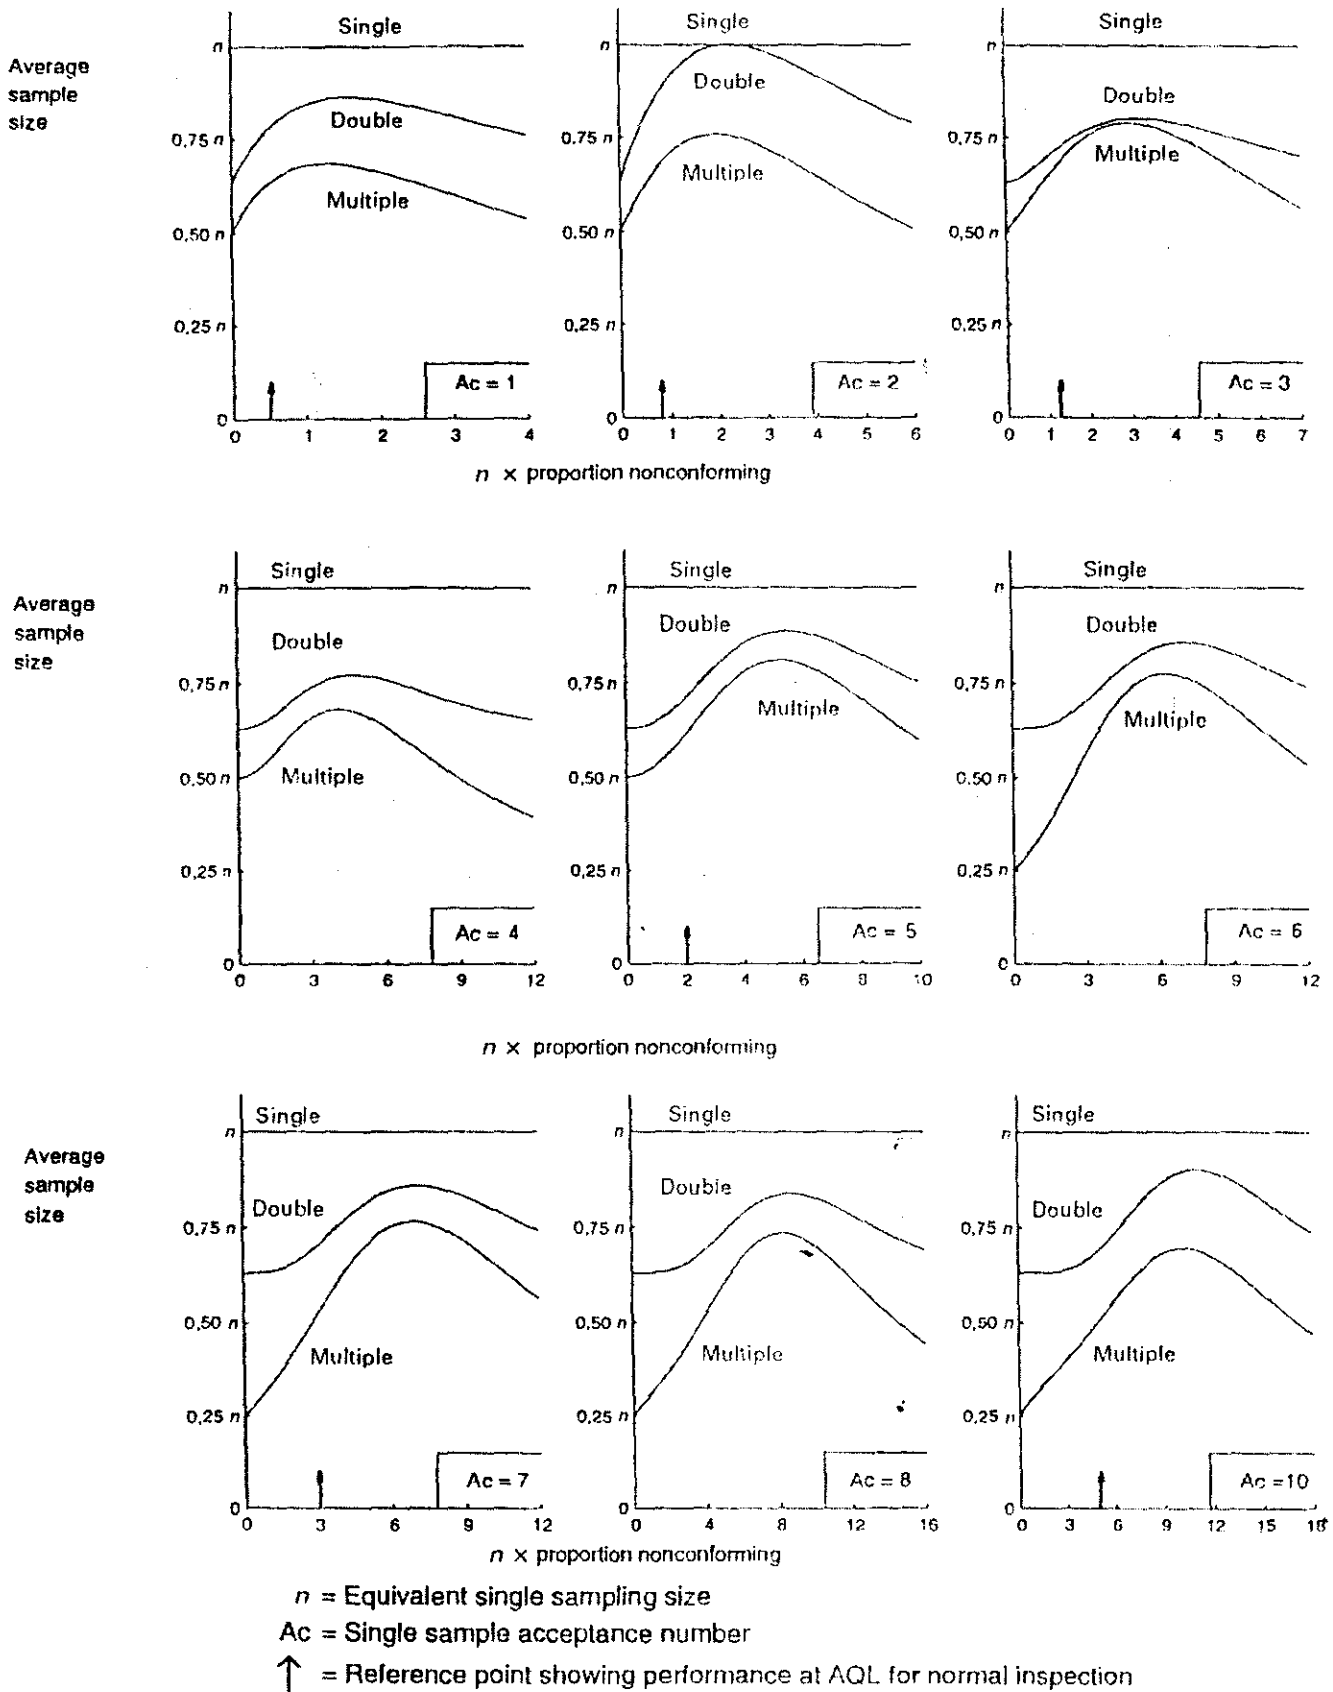 Average
sample
size
Single
n
Double
0,75 n
Multiple
0,50 n
0,25 n
Ac = 1
0
0 1 2 3 4
Single
n
Double
0,75 n
Multiple
0,50 n
0,25 n
Ac = 2
0
0 1 2 3 4 5 6
Single
n
Double
0,75 n
Multiple
0,50 n
0,25 n
Ac = 3
0
0 1 2 3 4 5 6 7
n × proportion nonconforming
Average
sample
size
Single
n
Double
0,75 n
Multiple
0,50 n
0,25 n
Ac = 4
0
0 3 6 9 12
Single
n
Double
0,75 n
Multiple
0,50 n
0,25 n
Ac = 5
0
0 2 4 6 8 10
Single
n
Double
0,75 n
Multiple
0,50 n
0,25 n
Ac = 6
0
0 3 6 9 12
n × proportion nonconforming
Average
sample
size
Single
n
Double
0,75 n
0,50 n
Multiple
0,25 n
Ac = 7
0
0 3 6 9 12
Single
n
Double
0,75 n
0,50 n
Multiple
0,25 n
Ac = 8
0
0 4 8 12 16
Single
n
Double
0,75 n
0,50 n
Multiple
0,25 n
Ac =10
0
0 3 6 9 12 15 18
n × proportion nonconforming
n = Equivalent single sampling size
Ac = Single sample acceptance number
↑ = Reference point showing performance at AQL for normal inspection